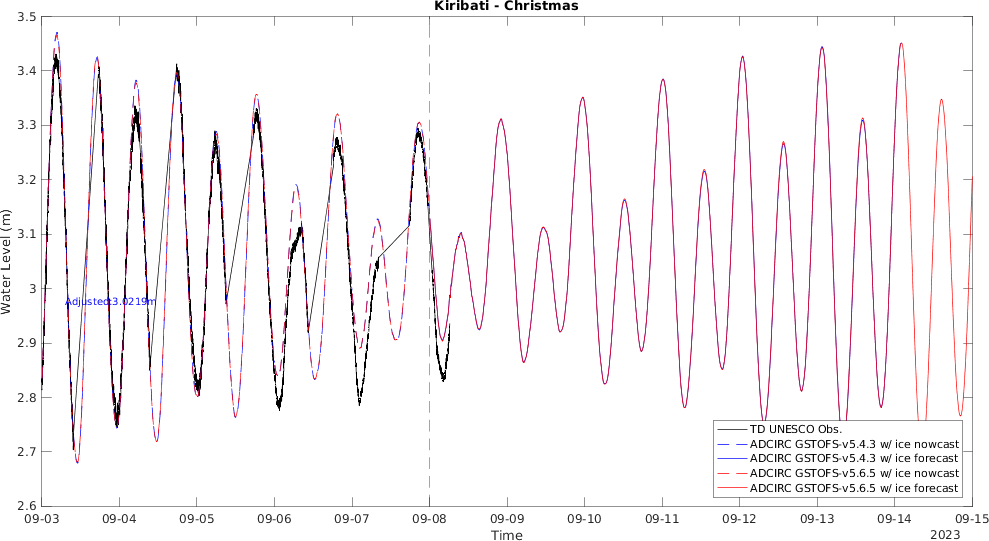 Kiribati - Christmas
3.5
3.4
3.3
3.2
3.1
3
2.9
2.8
2.7
2.6
Water Level (m)
Adjusted:3.0219m
TD UNESCO Obs.
ADCIRC GSTOFS-v5.4.3 w/ ice nowcast
ADCIRC GSTOFS-v5.4.3 w/ ice forecast
ADCIRC GSTOFS-v5.6.5 w/ ice nowcast
ADCIRC GSTOFS-v5.6.5 w/ ice forecast
09-03 09-04 09-05 09-06 09-07 09-08 09-09 09-10 09-11 09-12 09-13 09-14 09-15
Time
2023